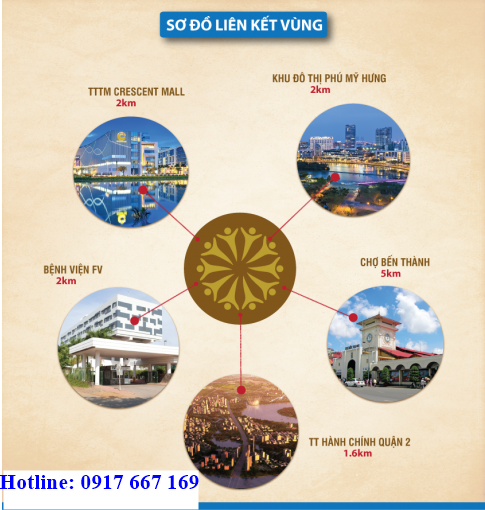 SƠ ĐỒ LIÊN KẾT VÙNG
TTTM CRESCENT MALL
2km
KHU ĐÔ THỊ PHÚ MỸ HƯNG
2km
BỆNH VIỆN FV
2km
CHỢ BẾN THÀNH
5km
TT HÀNH CHÍNH QUẬN 2
1.6km
Hotline: 0917 667 169